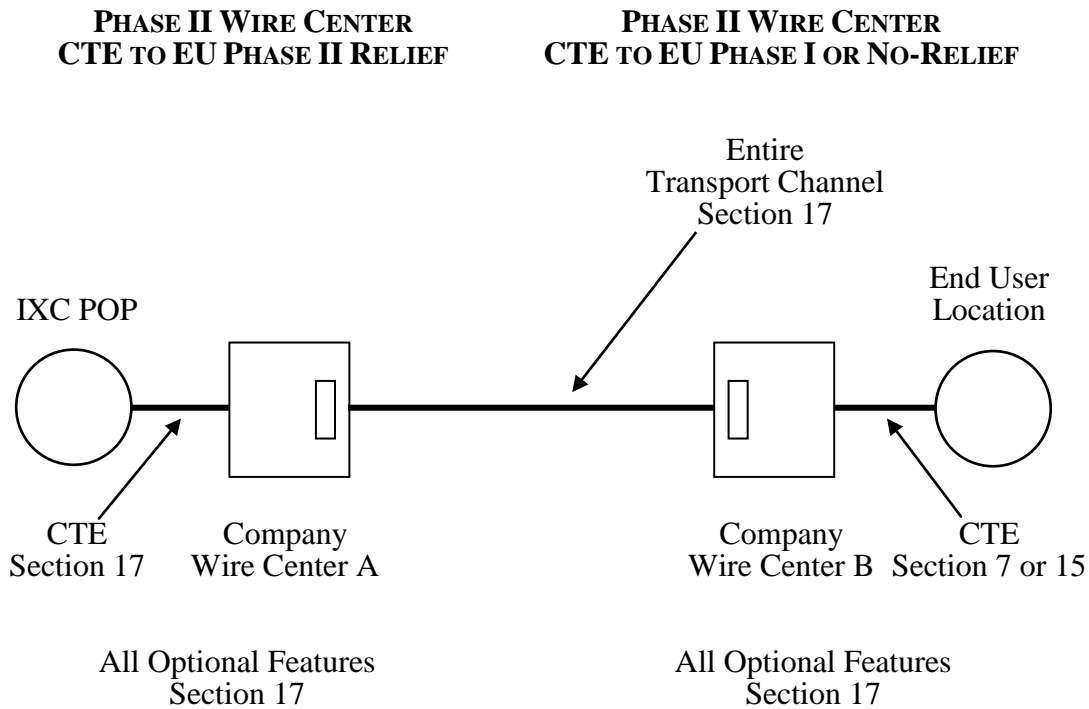 PHASE II WIRE CENTER
CTE TO EU PHASE II RELIEF
PHASE II WIRE CENTER
CTE TO EU PHASE I OR NO-RELIEF
Entire
Transport Channel
Section 17
IXC POP
End User
Location
CTE
Section 17
Company
Wire Center A
Company
Wire Center B
CTE
Section 7 or 15
All Optional Features
Section 17
All Optional Features
Section 17